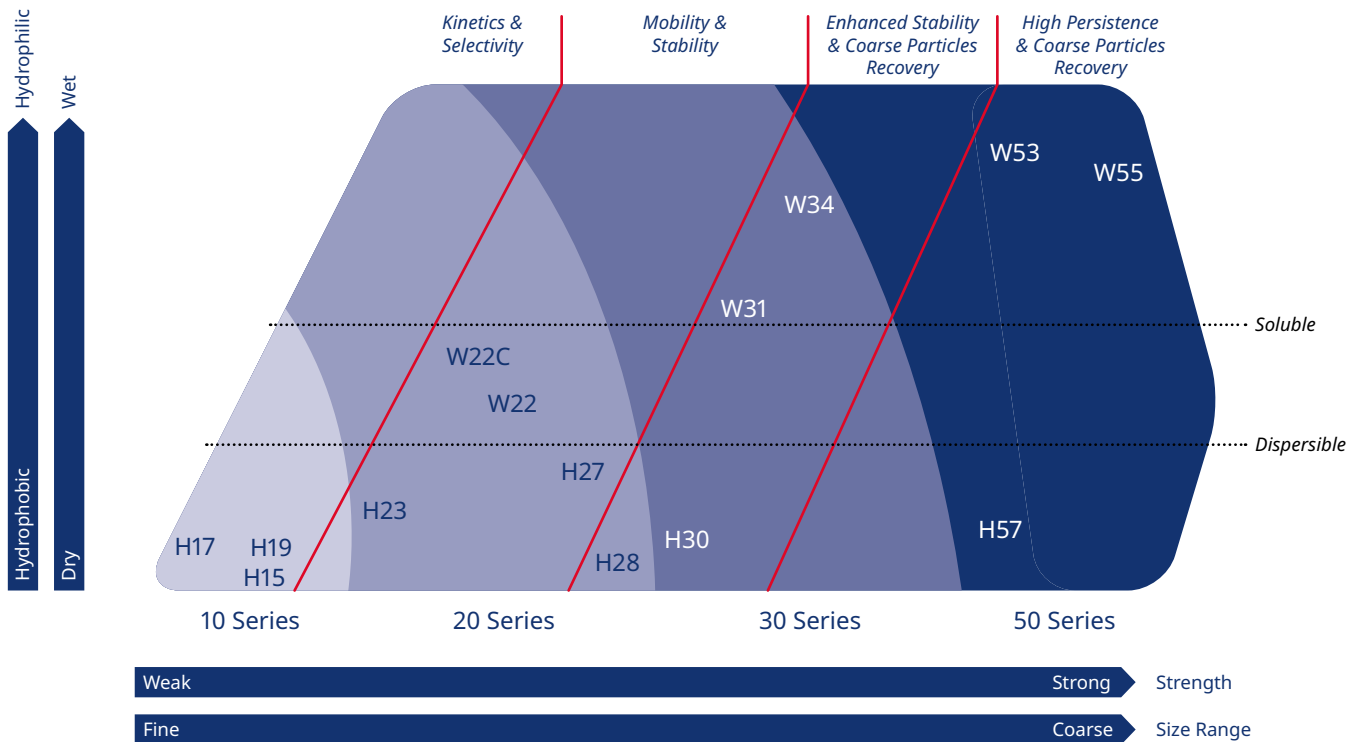 Kinetics &
Selectivity
Mobility &
Stability
Enhanced Stability
& Coarse Particles
Recovery
High Persistence
& Coarse Particles
Recovery
Hydrophilic
Wet
W53
W55
W34
W31
Soluble
W22C
W22
Dispersible
H27
H23
H57
H30
H17
H19
H28
H15
Hydrophobic
Dry
10 Series
20 Series
30 Series
50 Series
Weak
Strong
Strength
Fine
Coarse
Size Range